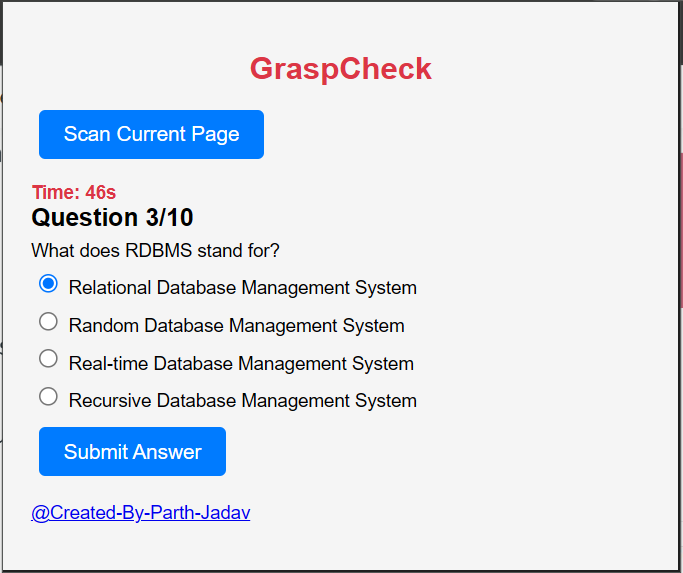 GraspCheck
Scan Current Page
Time: 46s
Question 3/10
What does RDBMS stand for?
Relational Database Management System
Random Database Management System
Real-time Database Management System
Recursive Database Management System
Submit Answer
@Created-By-Parth-Jadav